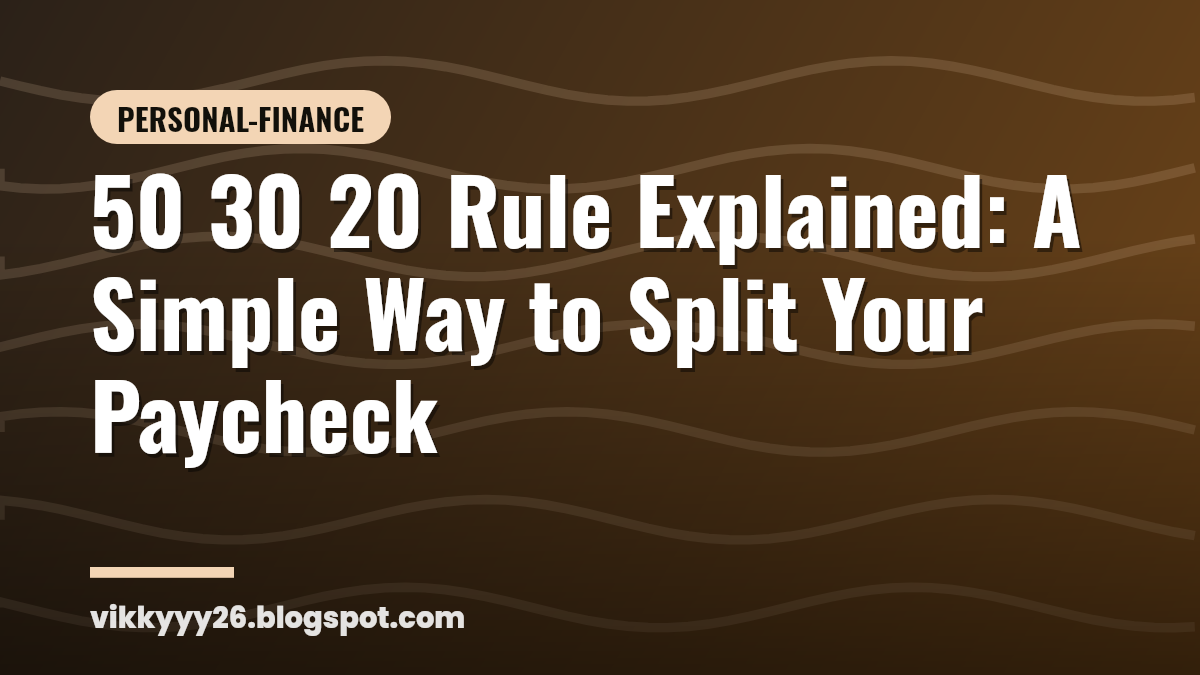 PERSONAL-FINANCE
50 30 20 Rule Explained: A
Simple Way to Split Your
Paycheck
vikkyyy26.blogspot.com